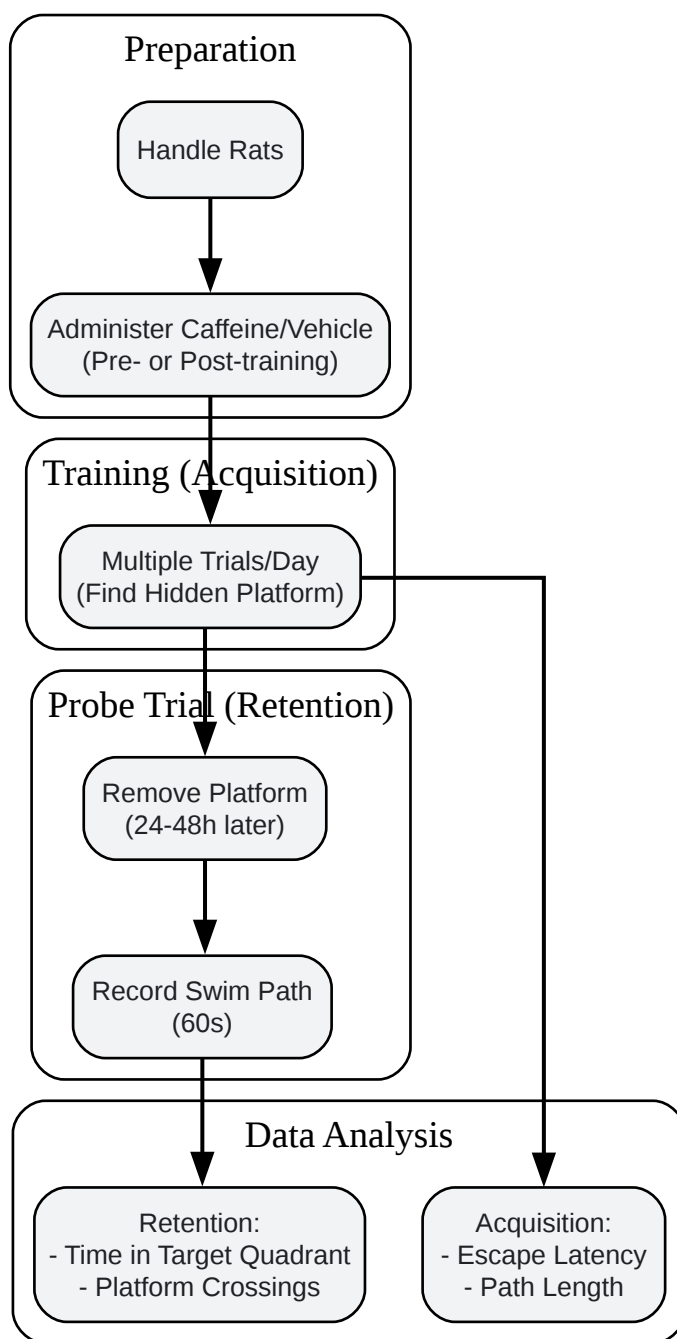 Preparation
Handle Rats
Administer Caffeine/Vehicle
(Pre- or Post-training)
Training (Acquisition)
Multiple Trials/Day
(Find Hidden Platform)
Probe Trial (Retention)
Remove Platform
(24-48h later)
Record Swim Path
(60s)
Data Analysis
Retention:
- Time in Target Quadrant
- Platform Crossings
Acquisition:
- Escape Latency
- Path Length